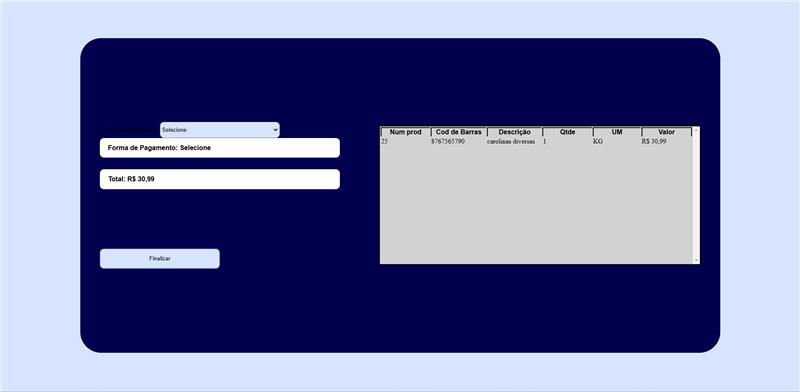 Selecione
Forma de Pagamento: Selecione
Total: R$ 30,99
Finalizar
Num prod Cod de Barras Descrição Qtde UM Valor
25 8767565790 carolinas diversas 1 KG R$ 30,99